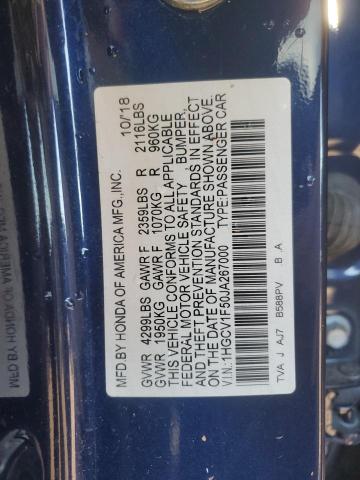 MFD BY HONDA OF AMERICA MFG.,INC. 10/18
GVWR 4299LBS GAWR F 2359LBS R 2116LBS
GVWR 1950KG GAWR F 1070KG R 960KG
THIS VEHICLE CONFORMS TO ALL APPLICABLE
FEDERAL MOTOR VEHICLE SAFETY BUMPER,
AND THEFT PREVENTION STANDARDS IN EFFECT
ON THE DATE OF MANUFACTURE SHOWN ABOVE.
V.I.N.:1HGCV1F50JA267000 TYPE:PASSENGER CAR
TVA J AJ7 B588PV B A